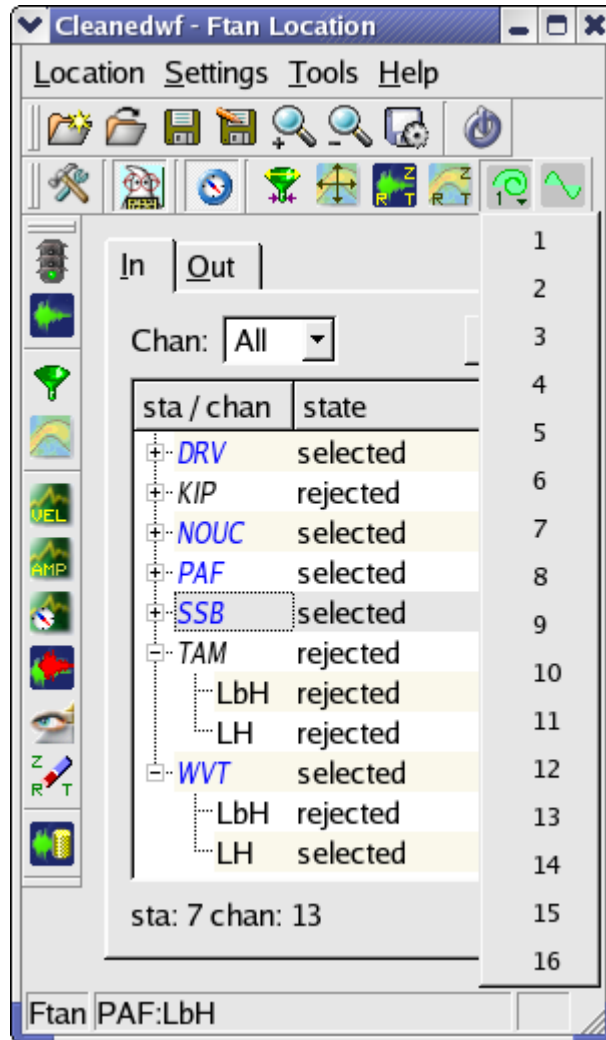 Cleanedwf - Ftan Location
Location Settings Tools Help
R T Z
R T Z
1
In Out
Chan: All
sta / chan state
DRV selected
KIP rejected
NOUC selected
PAF selected
SSB selected
TAM rejected
LbH rejected
LH rejected
WVT selected
LbH rejected
LH selected
sta: 7 chan: 13
VEL
AMP
Z
R T
1
2
3
4
5
6
7
8
9
10
11
12
13
14
15
16
Ftan PAF:LbH